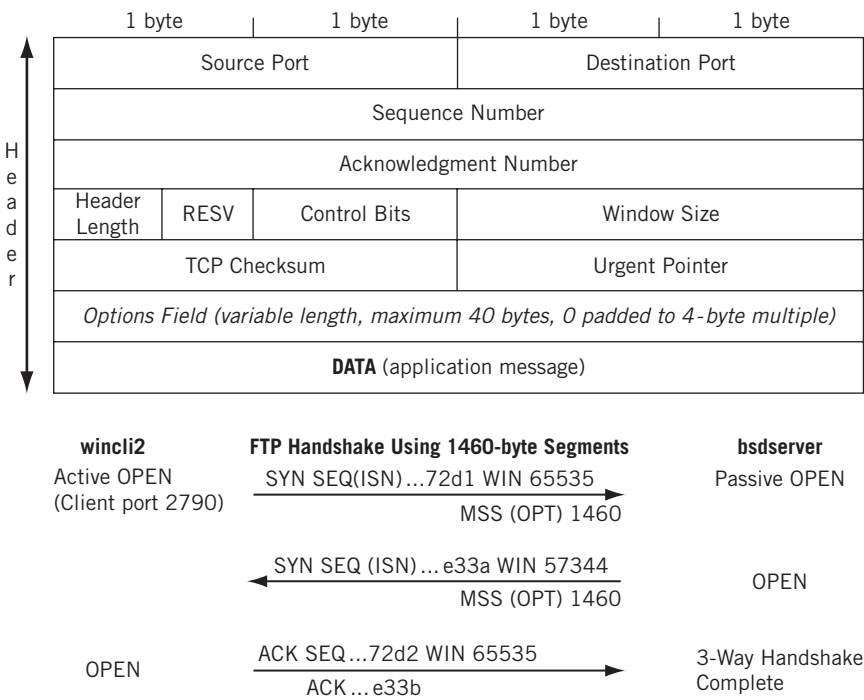 1 byte 1 byte 1 byte 1 byte
Header
Source Port Destination Port
Sequence Number
Acknowledgment Number
Header Length RESV Control Bits Window Size
TCP Checksum Urgent Pointer
Options Field (variable length, maximum 40 bytes, 0 padded to 4-byte multiple)
DATA (application message)
wincli2 FTP Handshake Using 1460-byte Segments bsdserver
Active OPEN
(Client port 2790)
SYN SEQ(ISN)...72d1 WIN 65535
MSS (OPT) 1460
Passive OPEN
SYN SEQ (ISN)...e33a WIN 57344
MSS (OPT) 1460
OPEN
OPEN
ACK SEQ...72d2 WIN 65535
ACK...e33b
3-Way Handshake
Complete